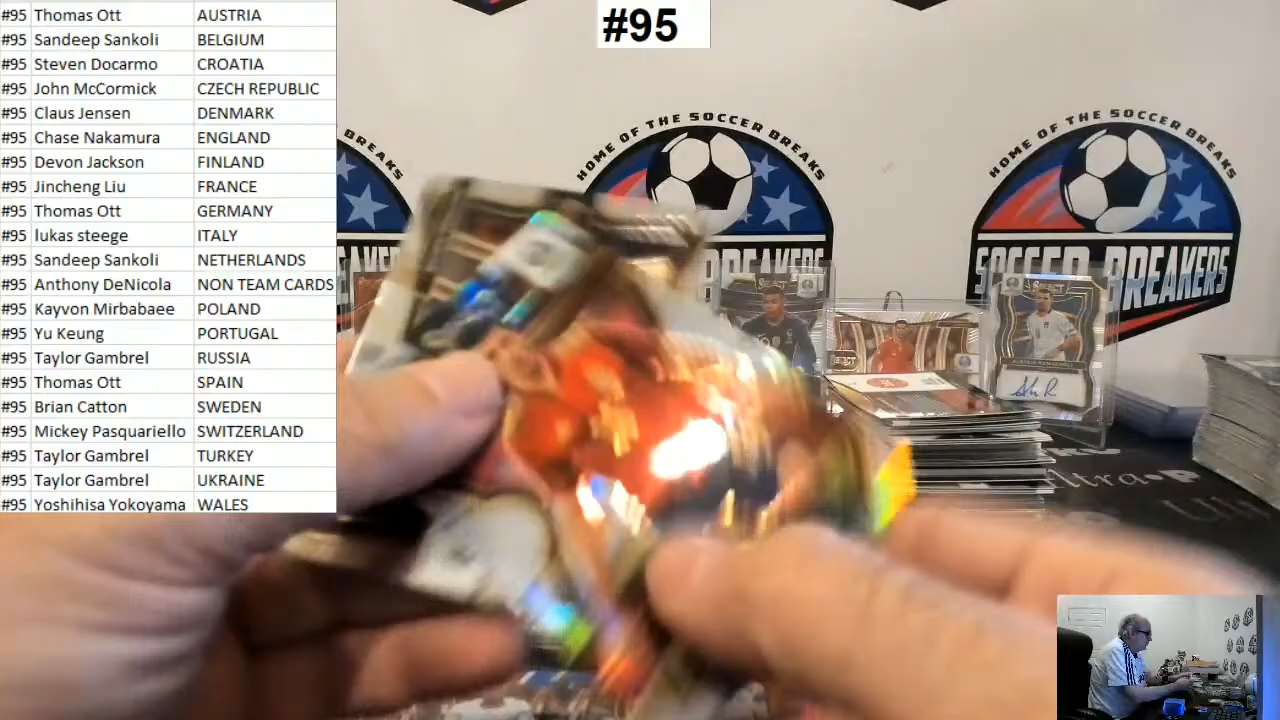 #95 Thomas Ott AUSTRIA
#95 Sandeep Sankoli BELGIUM
#95 Steven Docarmo CROATIA
#95 John McCormick CZECH REPUBLIC
#95 Claus Jensen DENMARK
#95 Chase Nakamura ENGLAND
#95 Devon Jackson FINLAND
#95 Jincheng Liu FRANCE
#95 Thomas Ott GERMANY
#95 lukas steege ITALY
#95 Sandeep Sankoli NETHERLANDS
#95 Anthony DeNicola NON TEAM CARDS
#95 Kayvon Mirbabaee POLAND
#95 Yu Keung PORTUGAL
#95 Taylor Gambrel RUSSIA
#95 Thomas Ott SPAIN
#95 Brian Catton SWEDEN
#95 Mickey Pasquariello SWITZERLAND
#95 Taylor Gambrel TURKEY
#95 Taylor Gambrel UKRAINE
#95 Yoshihisa Yokoyama WALES
#95
BREAKS
HOME OF THE SOCCER BREAKS
BREAKERS
HOME OF THE SOCCER BREAKS
SOCCER BREAKERS
SELECT